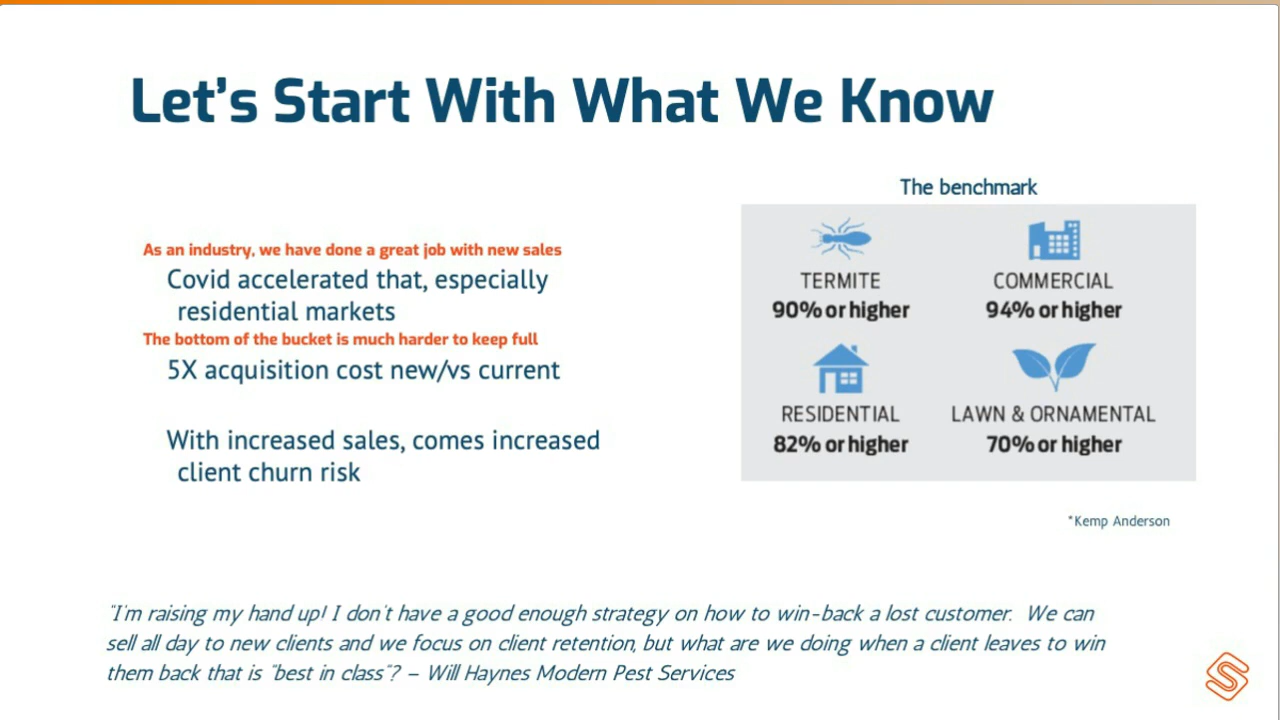 Let's Start With What We Know
As an industry, we have done a great job with new sales
Covid accelerated that, especially
residential markets
The bottom of the bucket is much harder to keep full
5X acquisition cost new/vs current
With increased sales, comes increased
client churn risk
The benchmark
TERMITE
90% or higher
COMMERCIAL
94% or higher
RESIDENTIAL
82% or higher
LAWN & ORNAMENTAL
70% or higher
*Kemp Anderson
"I'm raising my hand up! I don't have a good enough strategy on how to win-back a lost customer. We can
sell all day to new clients and we focus on client retention, but what are we doing when a client leaves to win
them back that is "best in class"? – Will Haynes Modern Pest Services